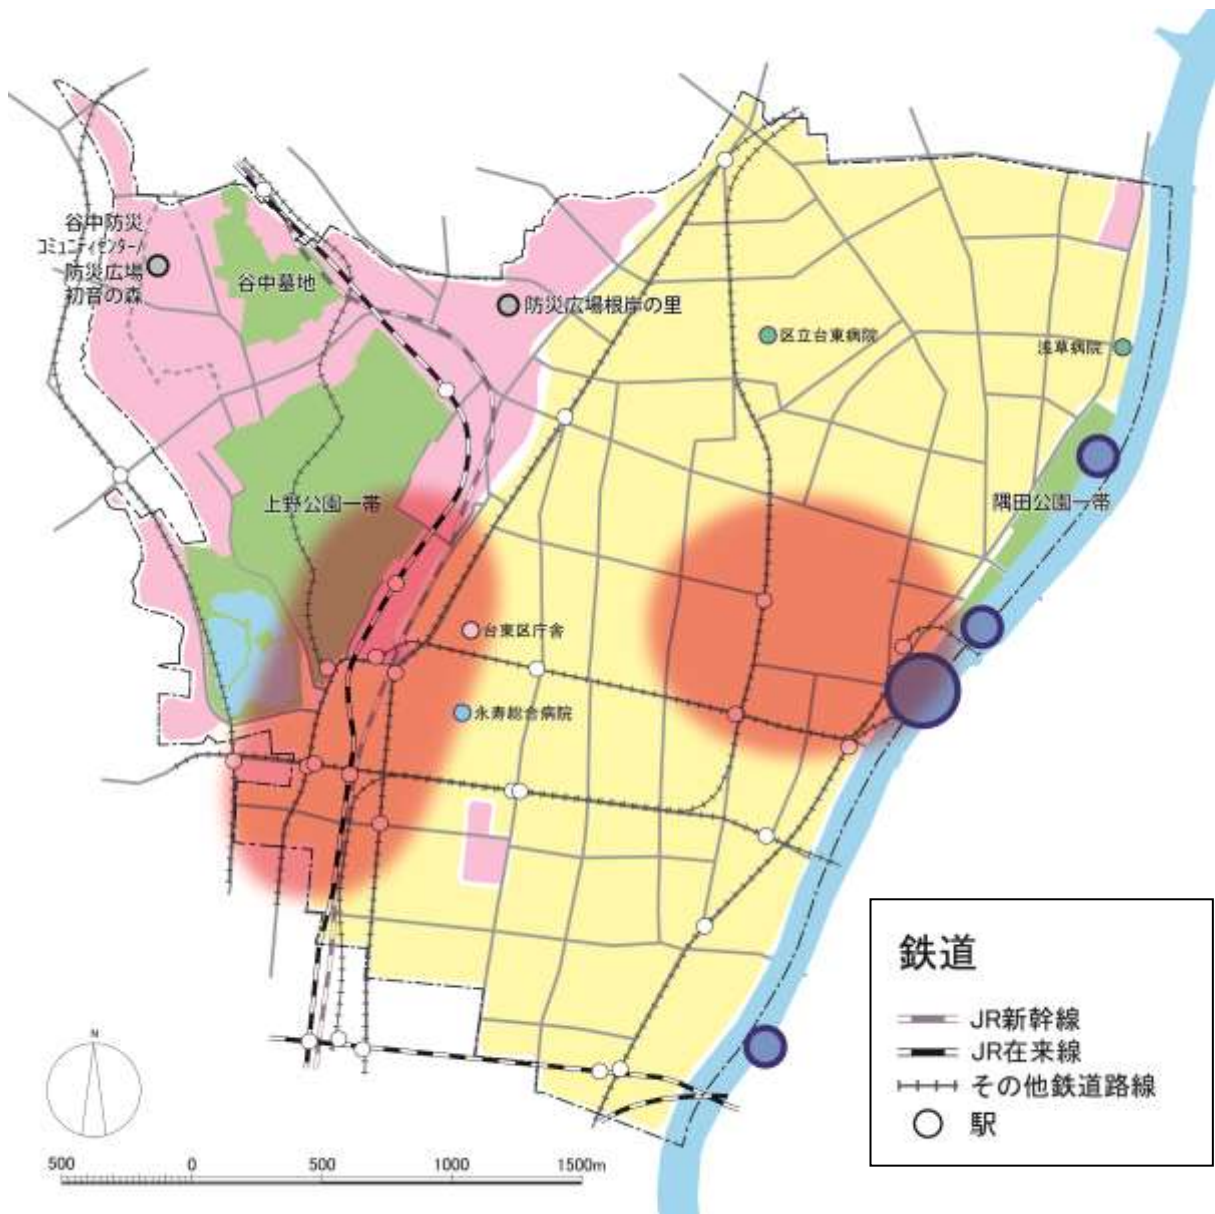 谷中防災
コミュニティセンター/
防災広場
初音の森
谷中墓地
防災広場根岸の里
区立台東病院
浅草病院
上野公園一帯
隅田公園一帯
台東区庁舎
永寿総合病院
鉄道
JR新幹線
JR在来線
その他鉄道路線
駅
N
500 0 500 1000 1500m